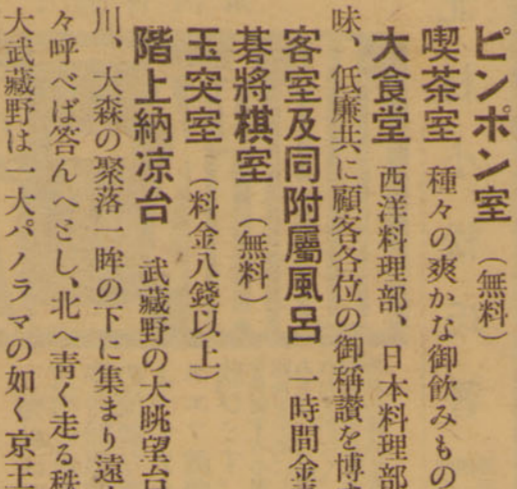 ピンポン室 (無料)
喫茶室 種々の爽かな御飲みもの
大食堂 西洋料理部、日本料理部
味、低廉共に顧客各位の御稱讃を博
客室及同附屬風呂 一時間金
碁將棋室 (無料)
玉突室 (料金八錢以上)
階上納凉台 武藏野の大眺望台
川、大森の聚落一眸の下に集まり遠
々呼べば答んへとし、北へ靑く走る秩
大武藏野は一大パノラマの如く京王